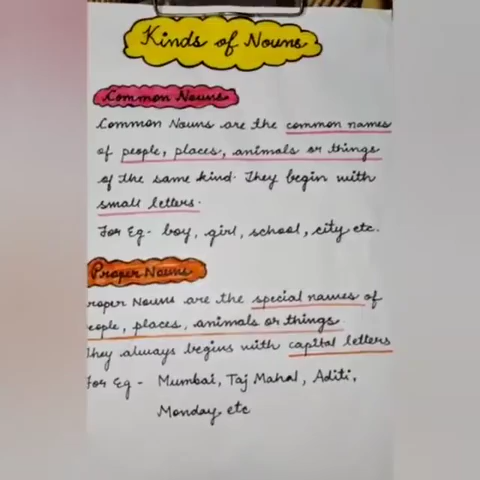 Kinds of Nouns
Common Nouns
Common Nouns are the common names
of people, places, animals or things
of the same kind. They begin with
small letters.
For Eg- boy, girl, school, city etc.
Proper Nouns
roper Nouns are the special names of
eople, places, animals or things.
They always begins with capital letters
For Eg - Mumbai, Taj Mahal, Aditi,
Monday etc